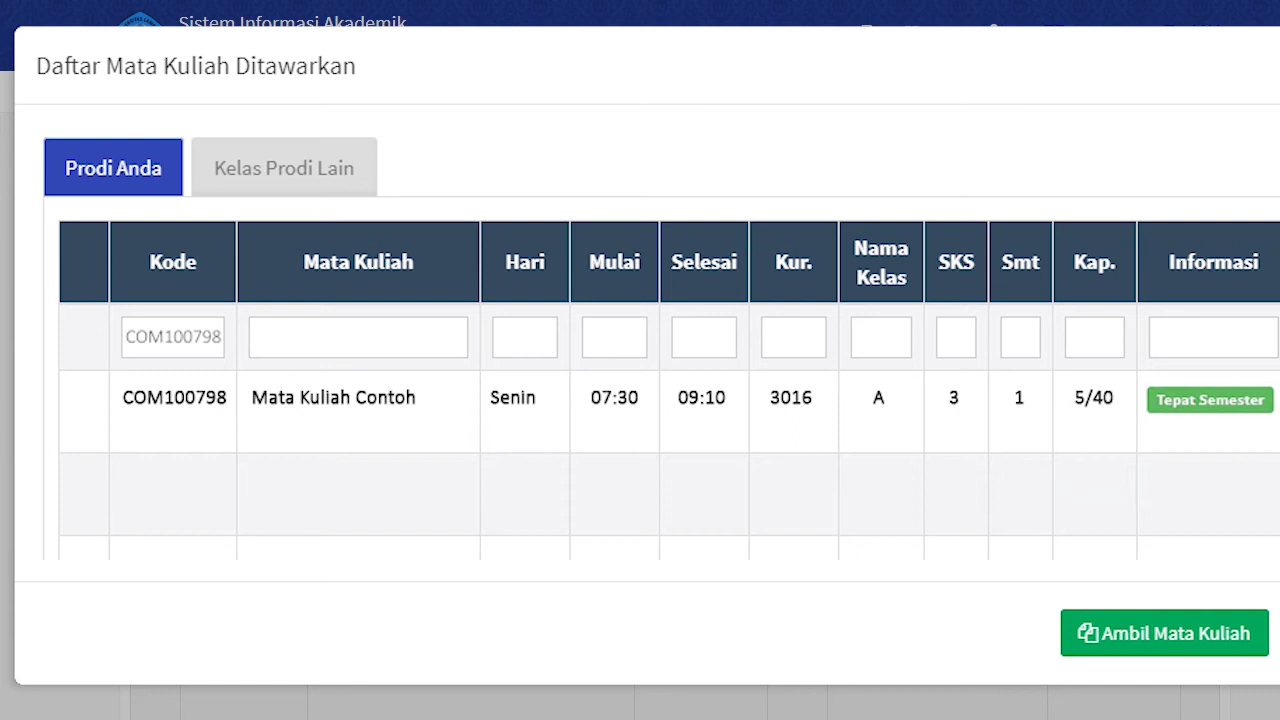 Sistem Informasi Akademik
Daftar Mata Kuliah Ditawarkan
Prodi Anda Kelas Prodi Lain
Kode Mata Kuliah Hari Mulai Selesai Kur. Nama Kelas SKS Smt Kap. Informasi
COM100798
COM100798 Mata Kuliah Contoh Senin 07:30 09:10 3016 A 3 1 5/40 Tepat Semester
Ambil Mata Kuliah